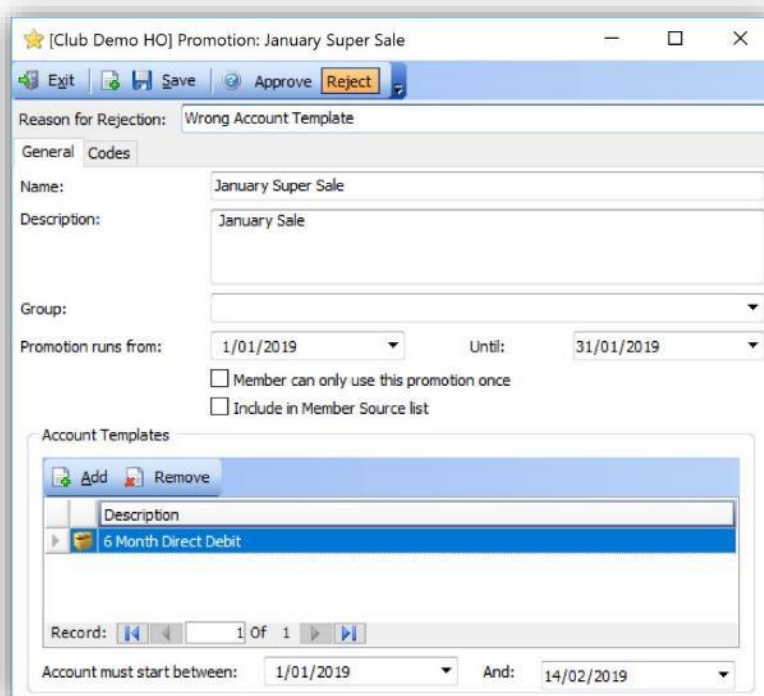 [Club Demo HO] Promotion: January Super Sale
Exit Save Approve Reject
Reason for Rejection: Wrong Account Template
General Codes
Name: January Super Sale
Description: January Sale
Group:
Promotion runs from: 1/01/2019 Until: 31/01/2019
Member can only use this promotion once
Include in Member Source list
Account Templates
Add Remove
Description
6 Month Direct Debit
Record: 1 Of 1
Account must start between: 1/01/2019 And: 14/02/2019